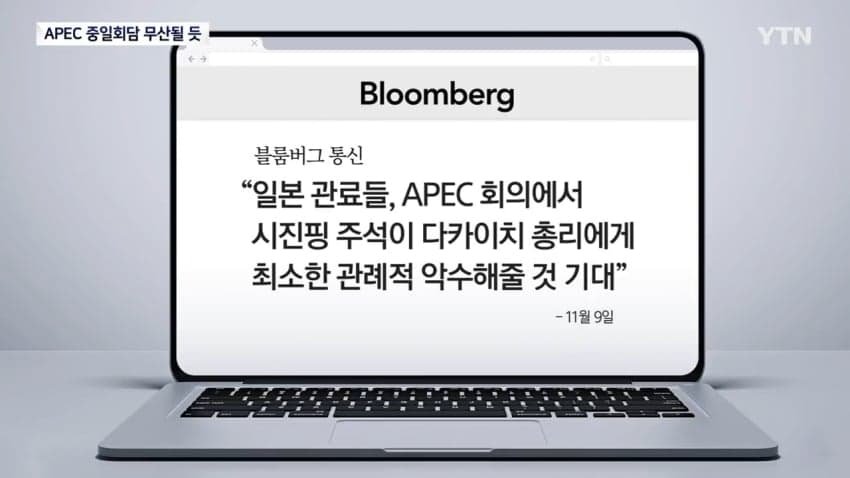 APEC 중일회담 무산될 듯
YTN
Bloomberg
블룸버그 통신
“일본 관료들, APEC 회의에서
시진핑 주석이 다카이치 총리에게
최소한 관례적 악수해줄 것 기대”
– 11월 9일